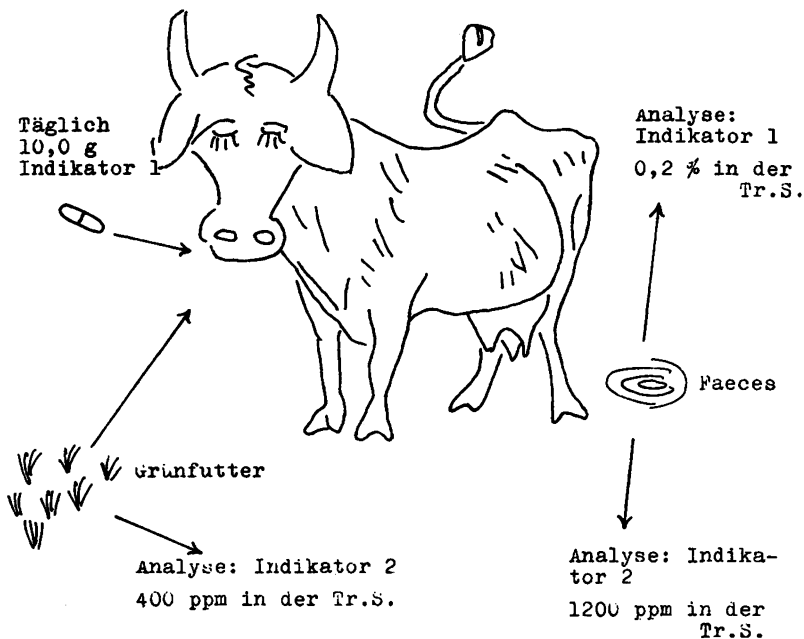 Täglich
10,0 g
Indikator 1
Analyse:
Indikator 1
0,2 % in der
Tr.S.
Faeces
Grünfutter
Analyse: Indikator 2
400 ppm in der Tr.S.
Analyse: Indika-
tor 2
1200 ppm in der
Tr.S.